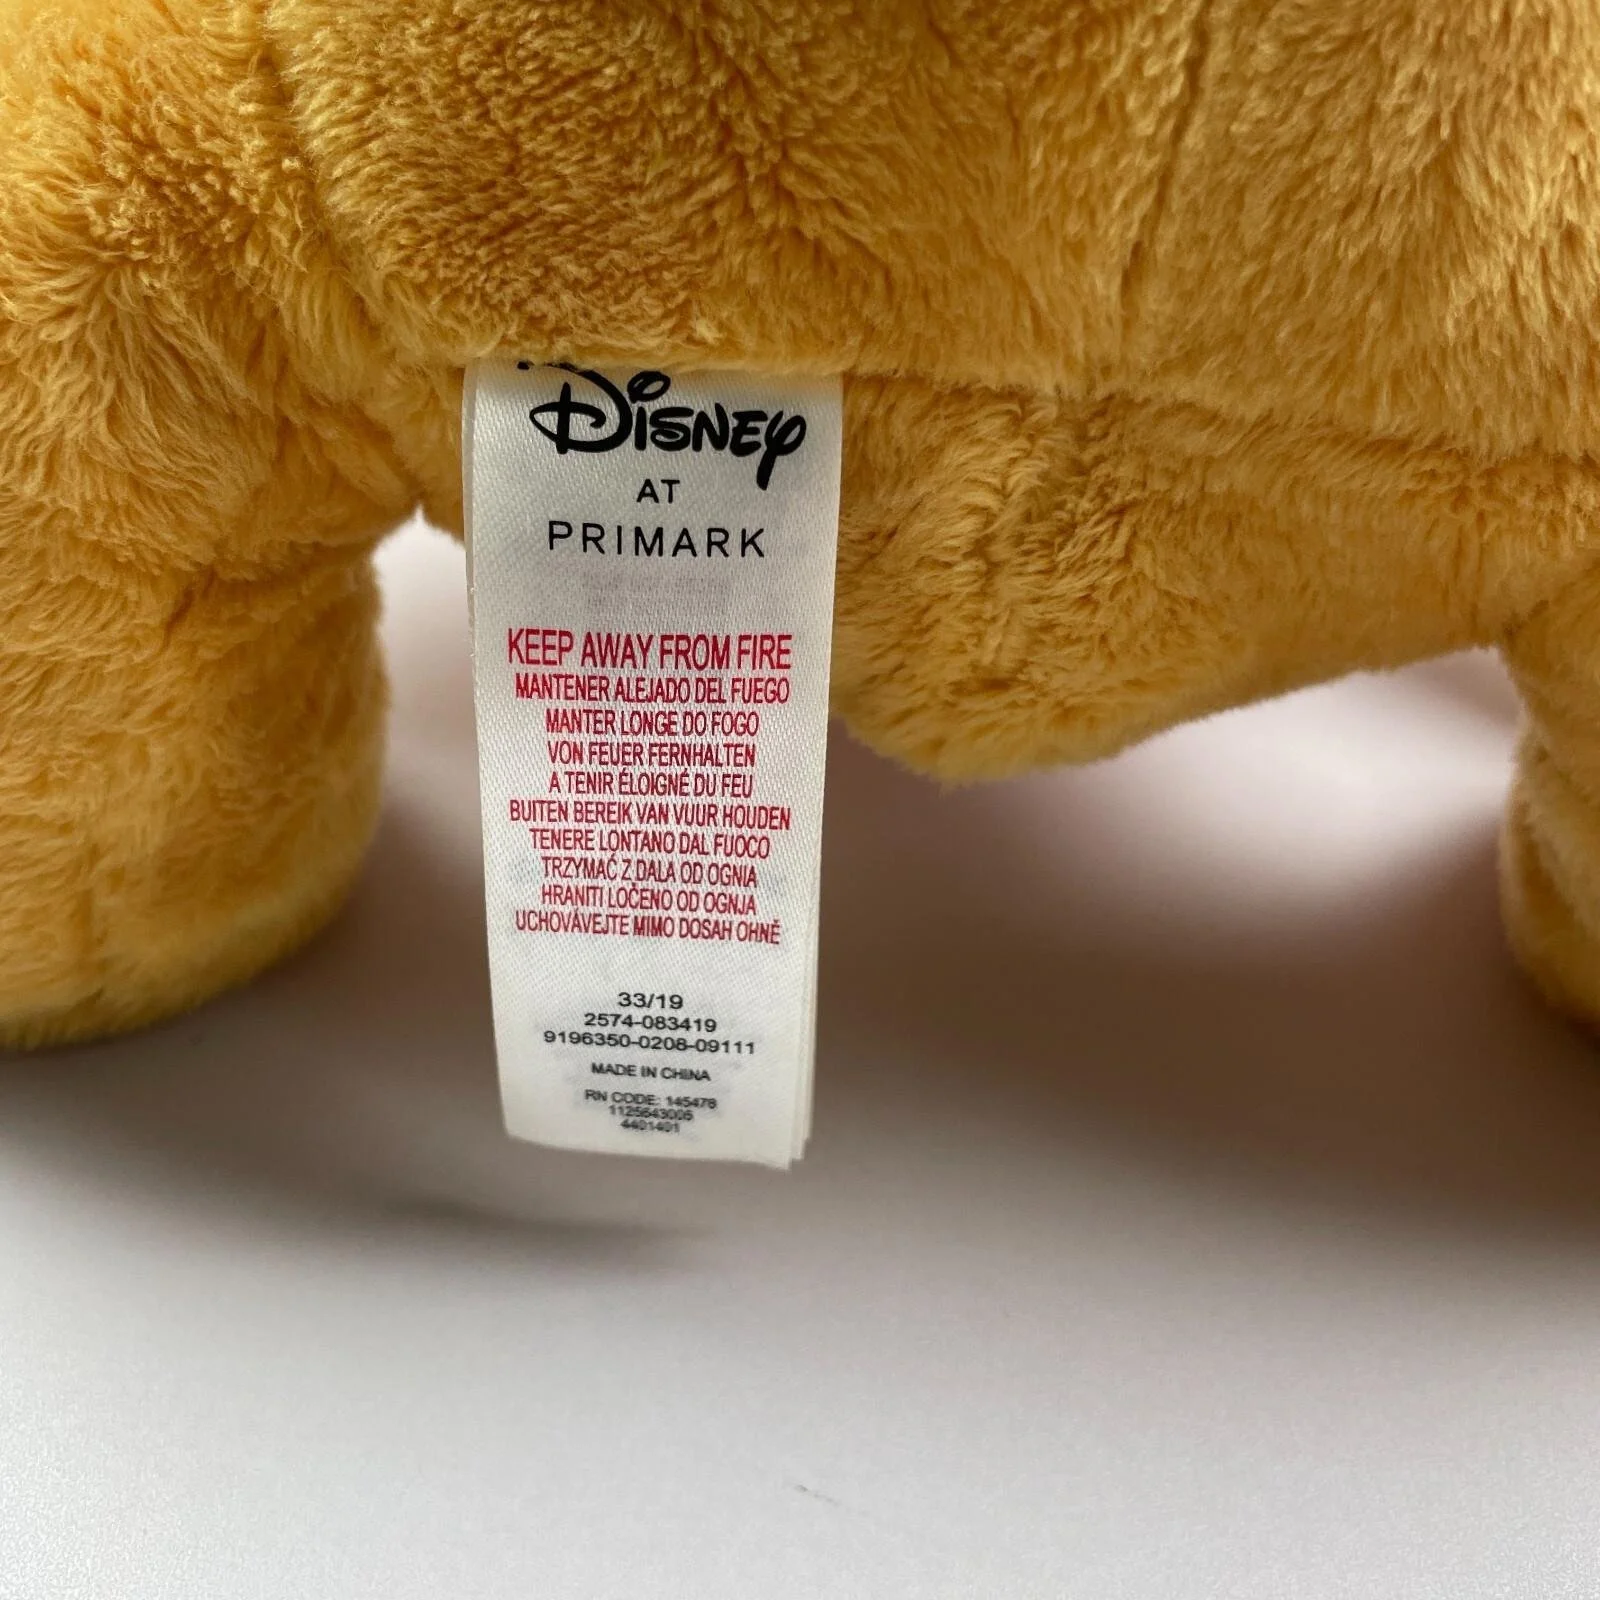 Disney
AT
PRIMARK
KEEP AWAY FROM FIRE
MANTENER ALEJADO DEL FUEGO
MANTER LONGE DO FOGO
VON FEUER FERNHALTEN
A TENIR ÉLOIGNÉ DU FEU
BUITEN BEREIK VAN VUUR HOUDEN
TENERE LONTANO DAL FUOCO
TRZYMAĆ Z DALA OD OGNIA
HRANITI LOČENO OD OGNJA
UCHOVÁVEJTE MIMO DOSAH OHNĚ
33/19
2574-083419
9196350-0208-09111
MADE IN CHINA
RN CODE: 145478
1125643006
4401401